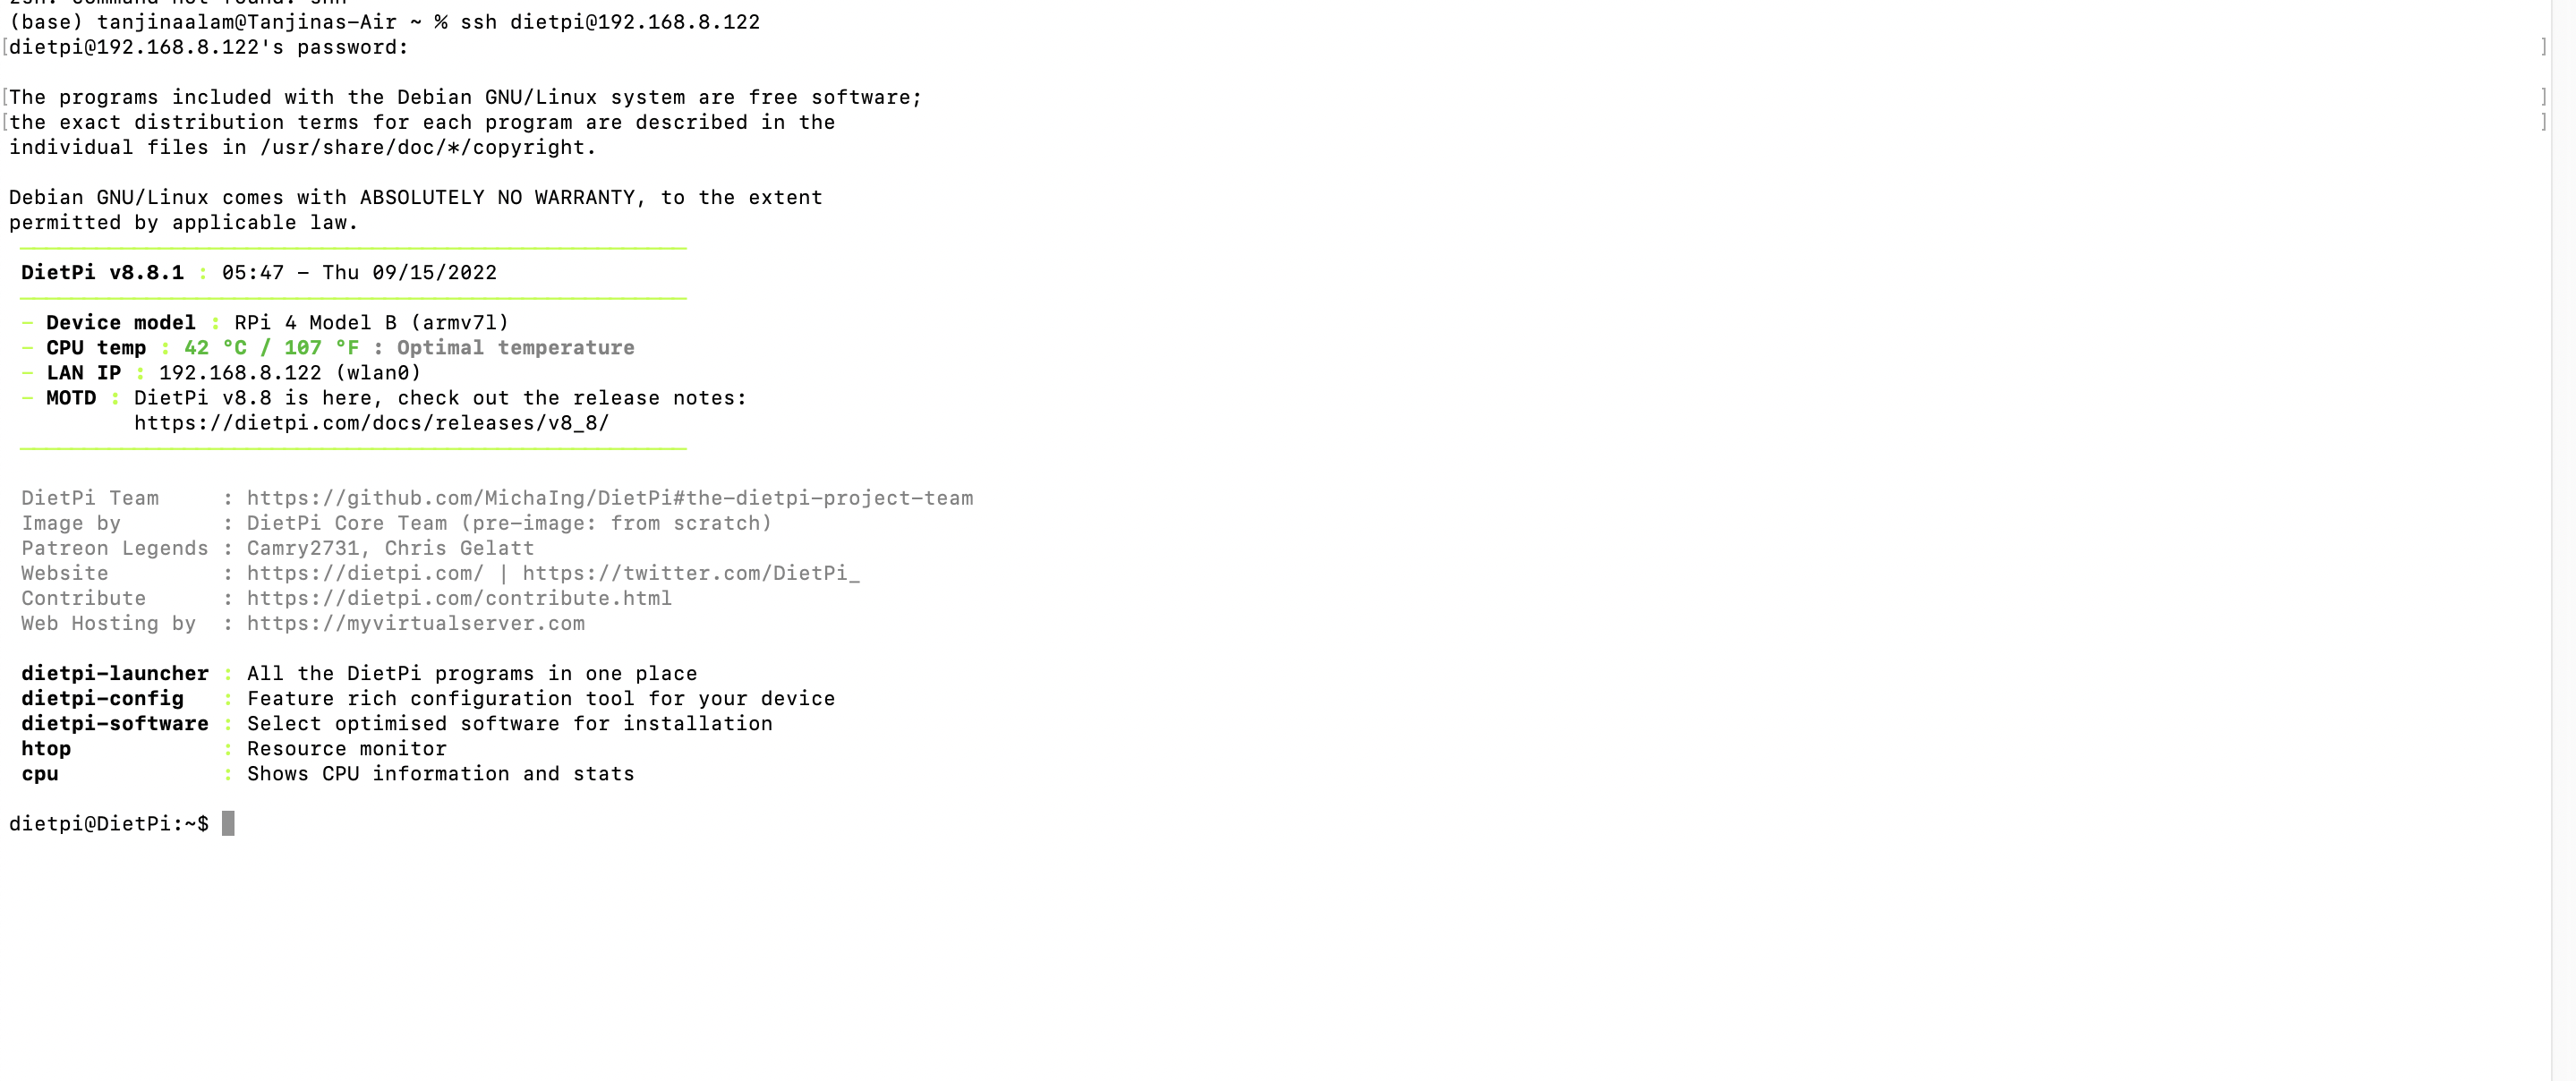 zsh: command not found: shh
(base) tanjinaalam@Tanjinas-Air ~ % ssh dietpi@192.168.8.122
[dietpi@192.168.8.122's password: ]
[The programs included with the Debian GNU/Linux system are free software; ]
[the exact distribution terms for each program are described in the ]
individual files in /usr/share/doc/*/copyright.
Debian GNU/Linux comes with ABSOLUTELY NO WARRANTY, to the extent
permitted by applicable law.
DietPi v8.8.1 : 05:47 - Thu 09/15/2022
- Device model : RPi 4 Model B (armv7l)
- CPU temp : 42 °C / 107 °F : Optimal temperature
- LAN IP : 192.168.8.122 (wlan0)
- MOTD : DietPi v8.8 is here, check out the release notes:
https://dietpi.com/docs/releases/v8_8/
DietPi Team : https://github.com/MichaIng/DietPi#the-dietpi-project-team
Image by : DietPi Core Team (pre-image: from scratch)
Patreon Legends : Camry2731, Chris Gelatt
Website : https://dietpi.com/ | https://twitter.com/DietPi_
Contribute : https://dietpi.com/contribute.html
Web Hosting by : https://myvirtualserver.com
dietpi-launcher : All the DietPi programs in one place
dietpi-config : Feature rich configuration tool for your device
dietpi-software : Select optimised software for installation
htop : Resource monitor
cpu : Shows CPU information and stats
dietpi@DietPi:~$